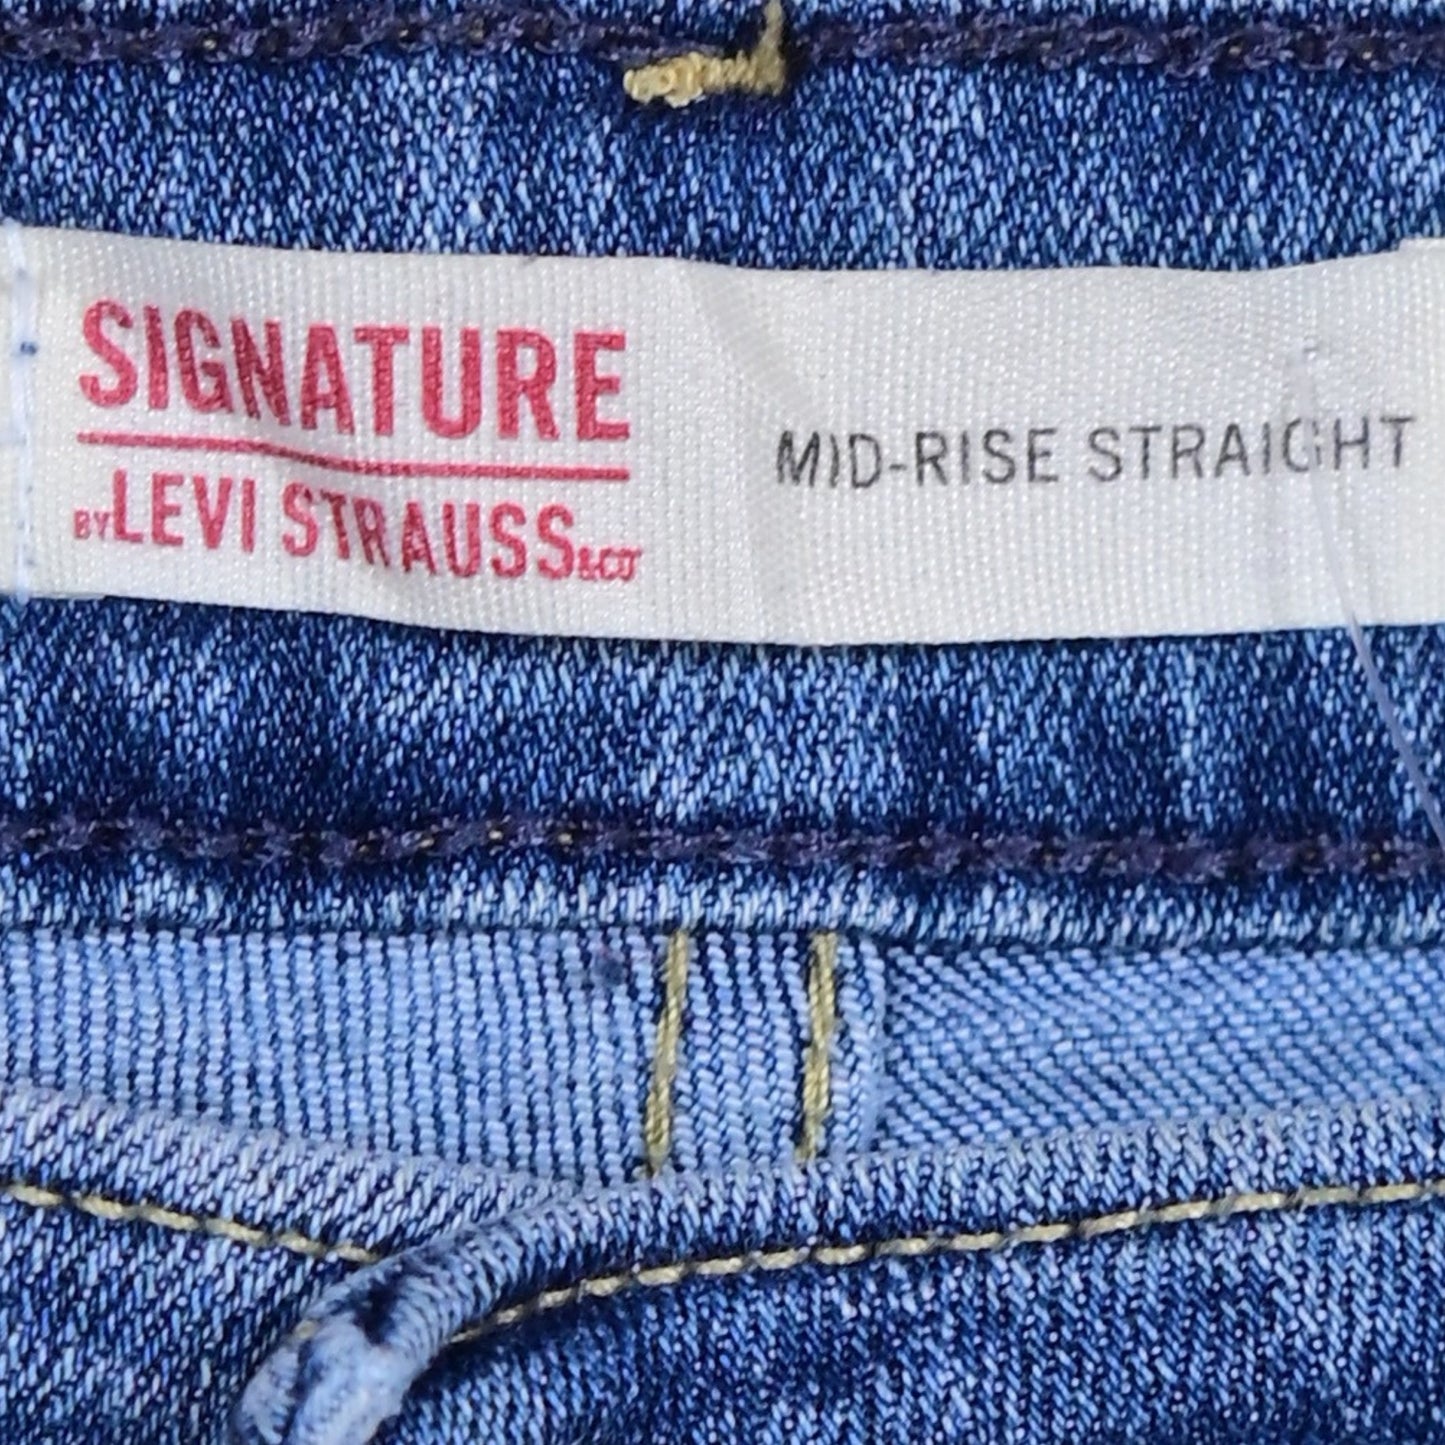 SIGNATURE
BY LEVI STRAUSS & CO
MID-RISE STRAIGHT